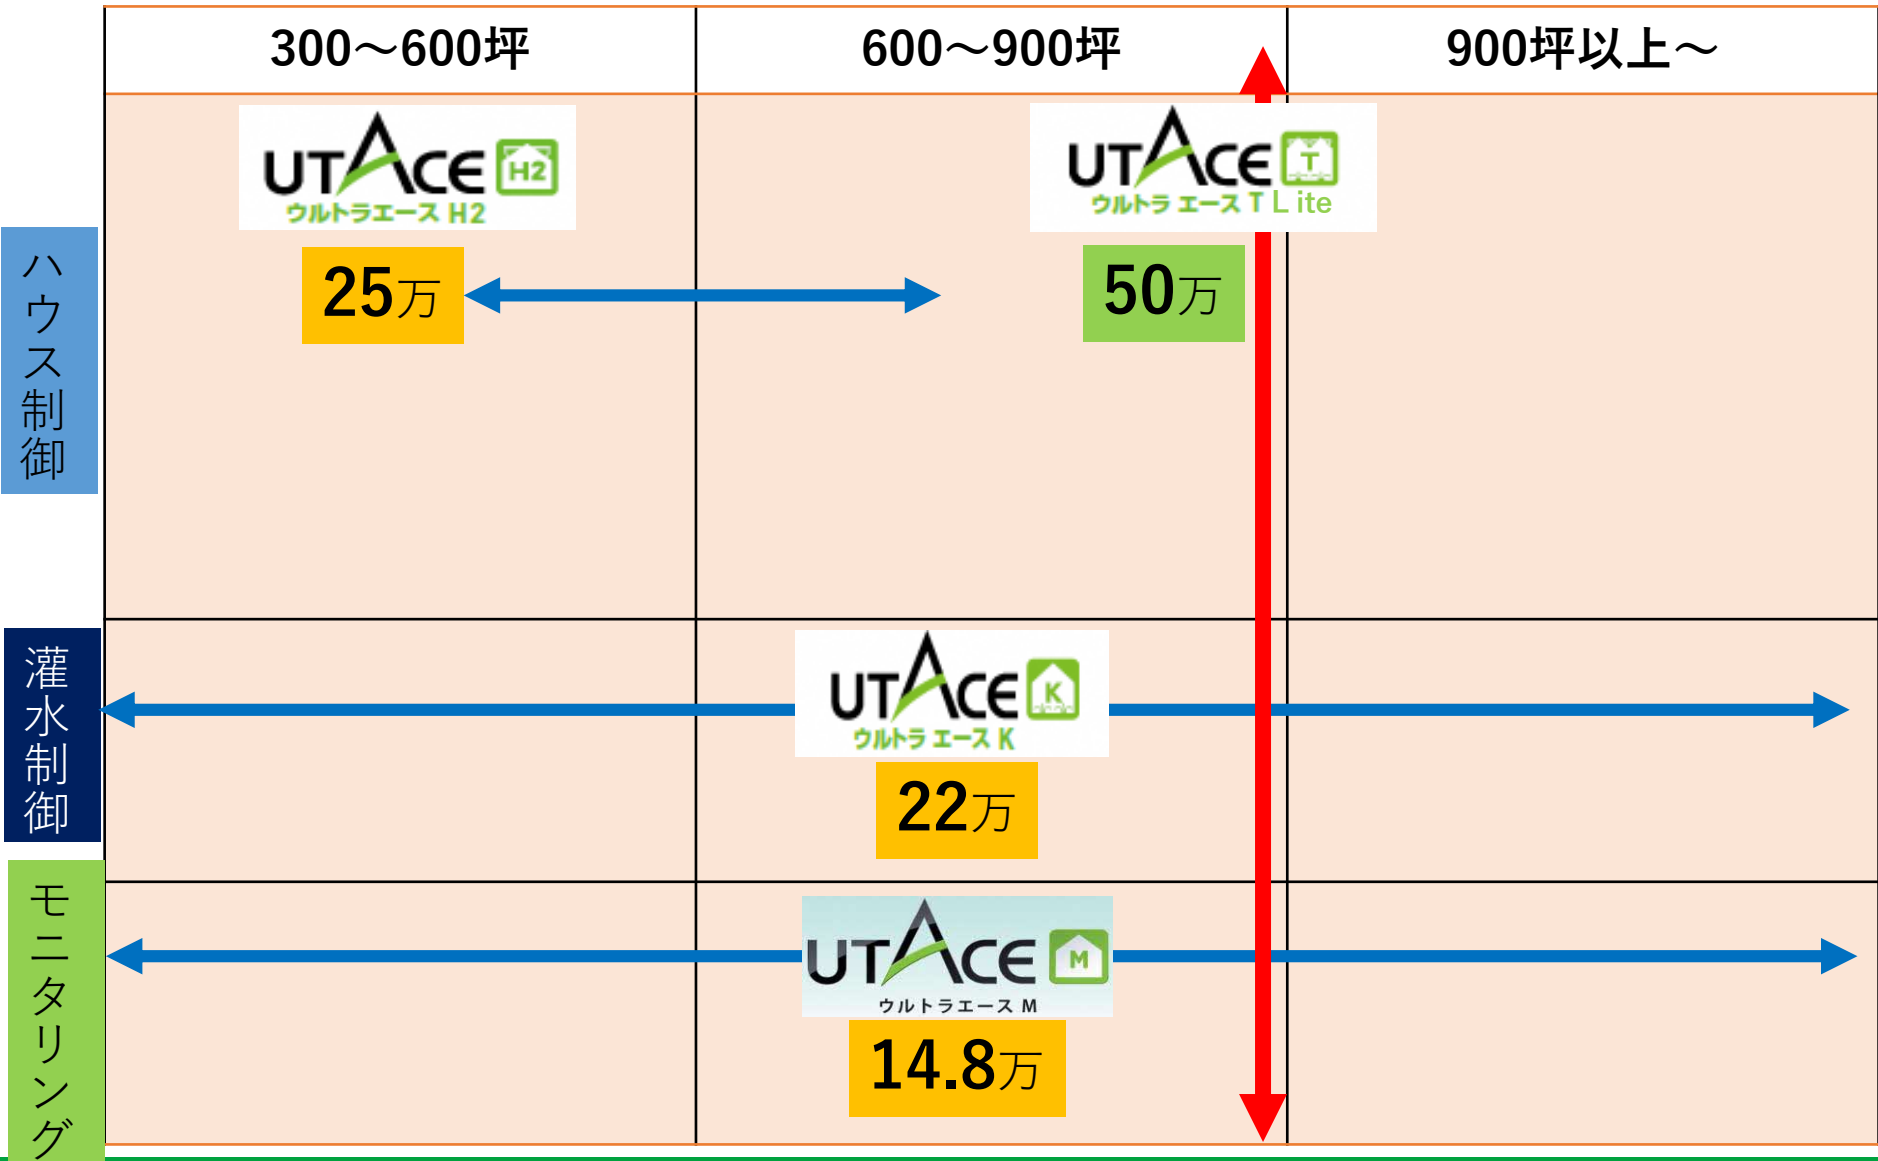 300～600坪
600～900坪
900坪以上～
ハウス制御
UTACE H2
ウルトラエース H2
25万
UTACE T
ウルトラ エース T Lite
50万
灌水制御
UTACE K
ウルトラ エース K
22万
モニタリング
UTACE M
ウルトラエース M
14.8万